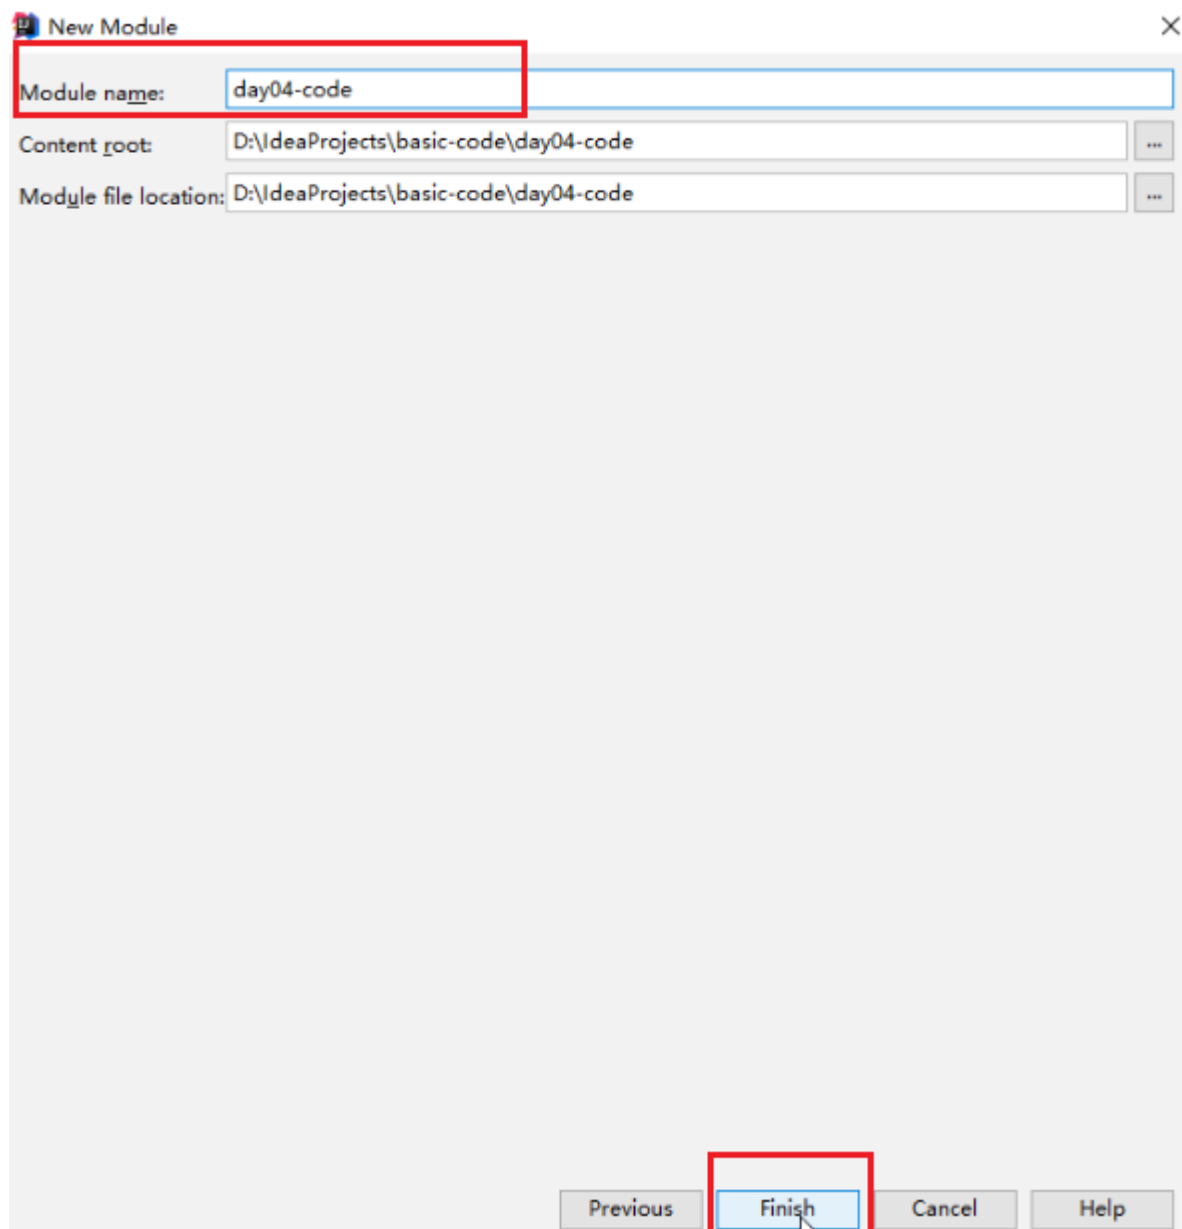 New Module
Module name: day04-code
Content root: D:\IdeaProjects\basic-code\day04-code ...
Module file location: D:\IdeaProjects\basic-code\day04-code ...
Previous Finish Cancel Help